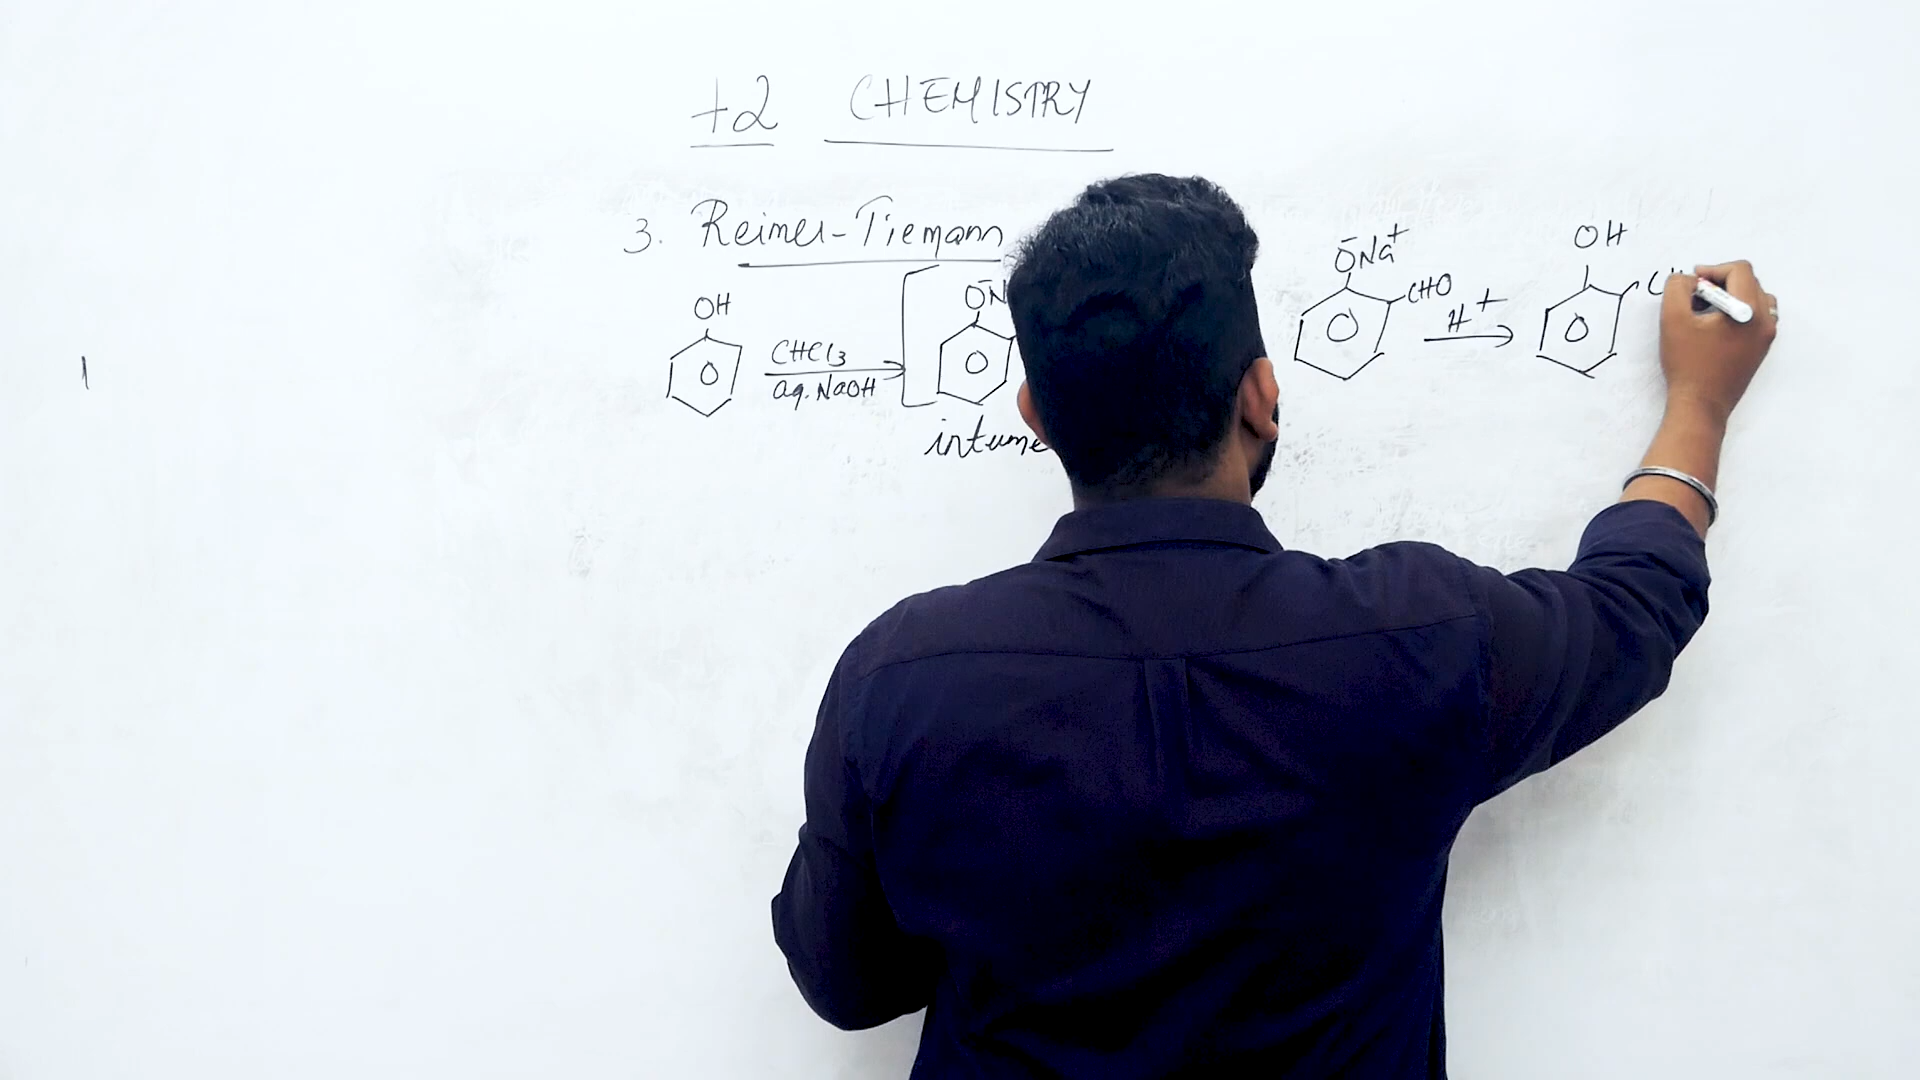 +2 CHEMISTRY
3. Reimer-Tiemann
OH
CHCl3
aq. NaOH
ŌN
intume
ŌNa+
CHO
H+
OH